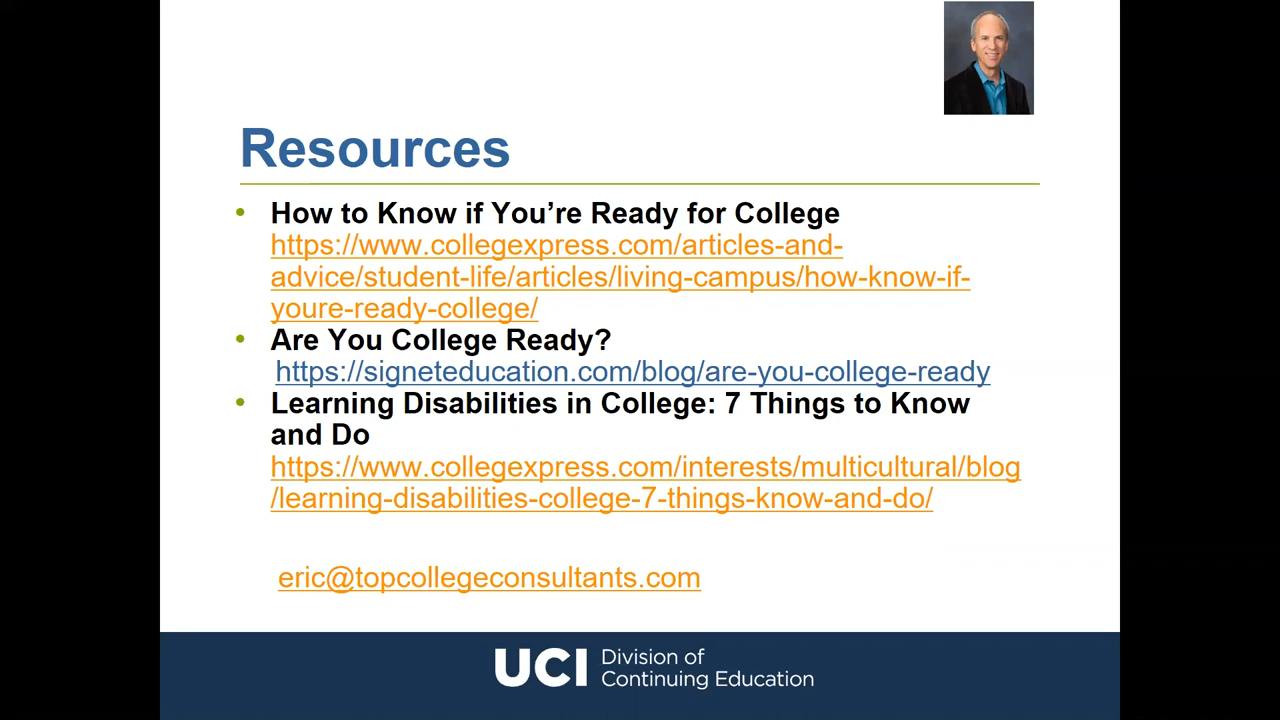 Resources
• How to Know if You’re Ready for College
https://www.collegexpress.com/articles-and-
advice/student-life/articles/living-campus/how-know-if-
youre-ready-college/
• Are You College Ready?
https://signeteducation.com/blog/are-you-college-ready
• Learning Disabilities in College: 7 Things to Know
and Do
https://www.collegexpress.com/interests/multicultural/blog
/learning-disabilities-college-7-things-know-and-do/
eric@topcollegeconsultants.com
UCI Division of
Continuing Education